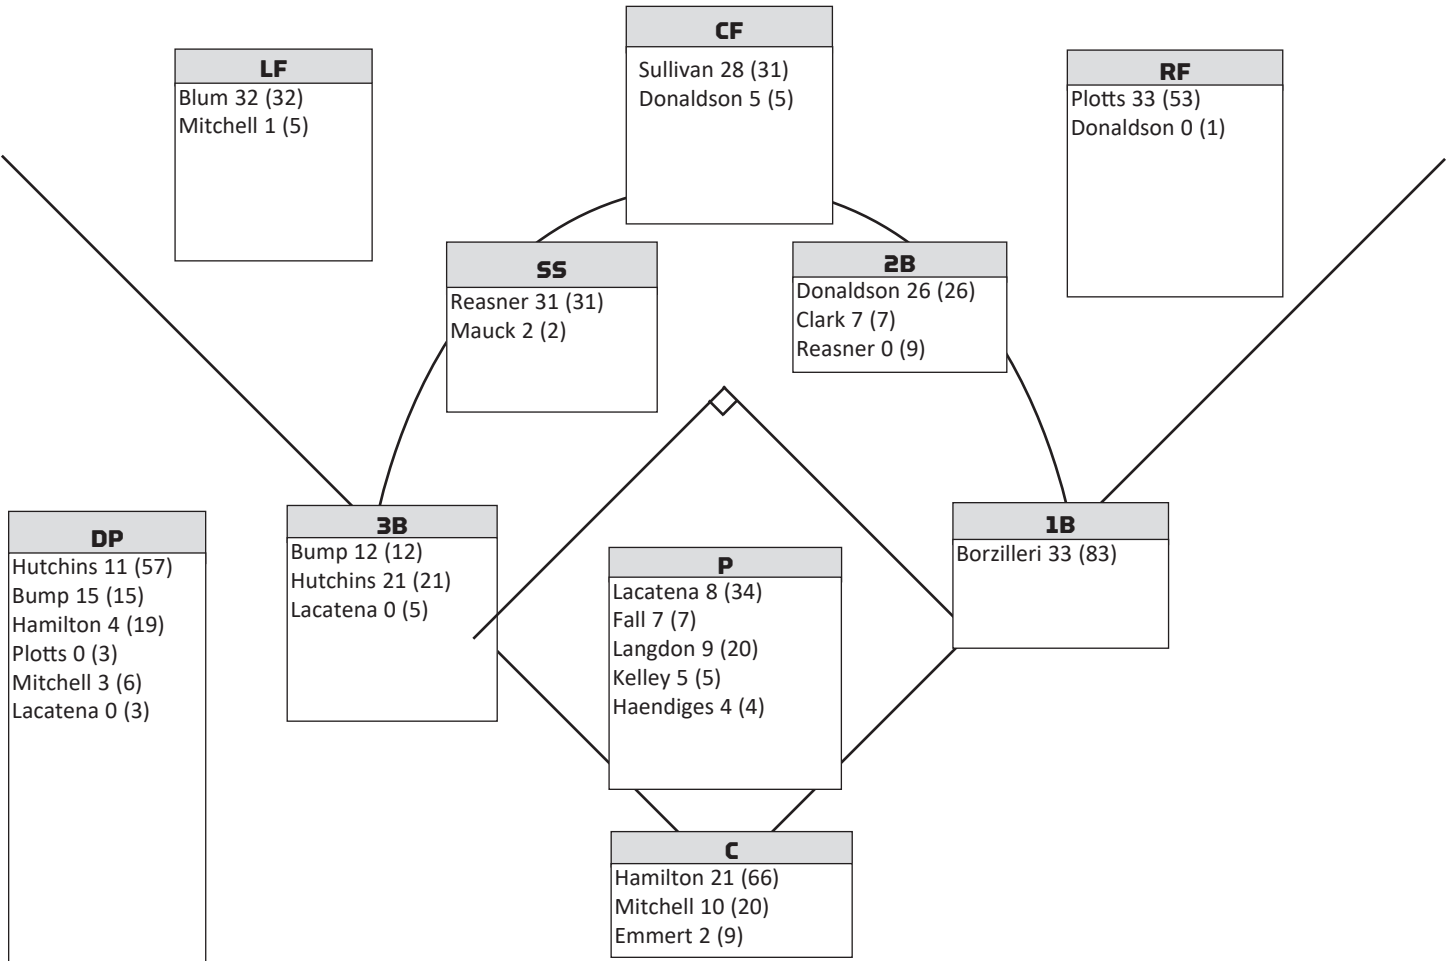 CF
Sullivan 28 (31)
Donaldson 5 (5)
LF
Blum 32 (32)
Mitchell 1 (5)
RF
Plotts 33 (53)
Donaldson 0 (1)
SS
Reasner 31 (31)
Mauck 2 (2)
2B
Donaldson 26 (26)
Clark 7 (7)
Reasner 0 (9)
DP
Hutchins 11 (57)
Bump 15 (15)
Hamilton 4 (19)
Plotts 0 (3)
Mitchell 3 (6)
Lacatena 0 (3)
3B
Bump 12 (12)
Hutchins 21 (21)
Lacatena 0 (5)
P
Lacatena 8 (34)
Fall 7 (7)
Langdon 9 (20)
Kelley 5 (5)
Haendiges 4 (4)
1B
Borzilleri 33 (83)
C
Hamilton 21 (66)
Mitchell 10 (20)
Emmert 2 (9)